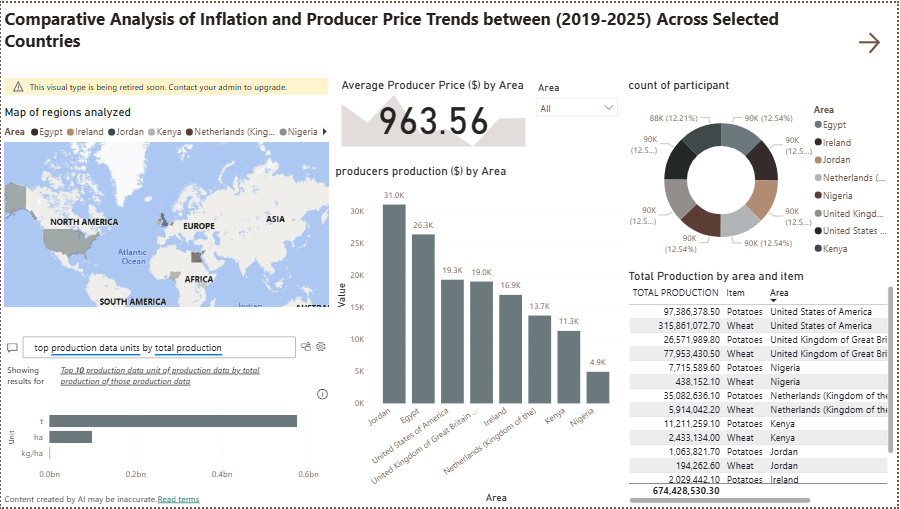 Comparative Analysis of Inflation and Producer Price Trends between (2019-2025) Across Selected
Countries
This visual type is being retired soon. Contact your admin to upgrade.
Map of regions analyzed
Area Egypt Ireland Jordan Kenya Netherlands (King... Nigeria
NORTH AMERICA
EUROPE
ASIA
Atlantic
Ocean
AFRICA
SOUTH AMERICA
top production data units by total production
Showing
results for
Top 10 production data unit of production data by total
production of those production data
Unit
t
ha
kg/ha
0.0bn 0.2bn 0.4bn 0.6bn
Content created by AI may be inaccurate. Read terms
Average Producer Price ($) by Area
963.56
Area
All
producers production ($) by Area
Value
30K
25K
20K
15K
10K
5K
0K
31.0K
26.3K
19.3K
19.0K
16.9K
13.7K
11.3K
4.9K
Jordan
Egypt
United States of America
United Kingdom of Great Britain ...
Ireland
Netherlands (Kingdom of the)
Kenya
Nigeria
Area
count of participant
88K (12.21%)
90K (12.54%)
90K
(12.5...)
90K
(12.5...)
90K (12.54%)
90K
(12.54%)
90K
(12.5...)
90K
(12.5...)
Area
Egypt
Ireland
Jordan
Netherlands (...
Nigeria
United Kingd...
United States ...
Kenya
Total Production by area and item
TOTAL PRODUCTION Item Area
97,386,378.50 Potatoes United States of America
315,861,072.70 Wheat United States of America
26,571,989.80 Potatoes United Kingdom of Great Bri
77,953,430.50 Wheat United Kingdom of Great Bri
7,715,589.60 Potatoes Nigeria
438,152.10 Wheat Nigeria
35,082,636.10 Potatoes Netherlands (Kingdom of the
5,914,042.20 Wheat Netherlands (Kingdom of the
11,211,259.10 Potatoes Kenya
2,433,134.00 Wheat Kenya
1,063,821.70 Potatoes Jordan
194,262.60 Wheat Jordan
2,029,442.10 Potatoes Ireland
674,428,530.30